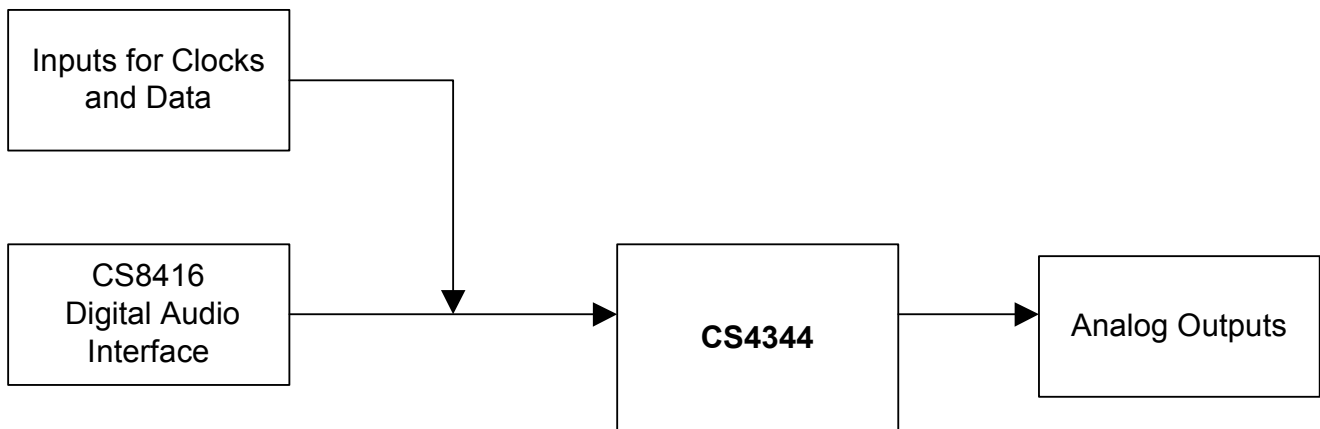 Inputs for Clocks
and Data
CS8416
Digital Audio
Interface
CS4344
Analog Outputs